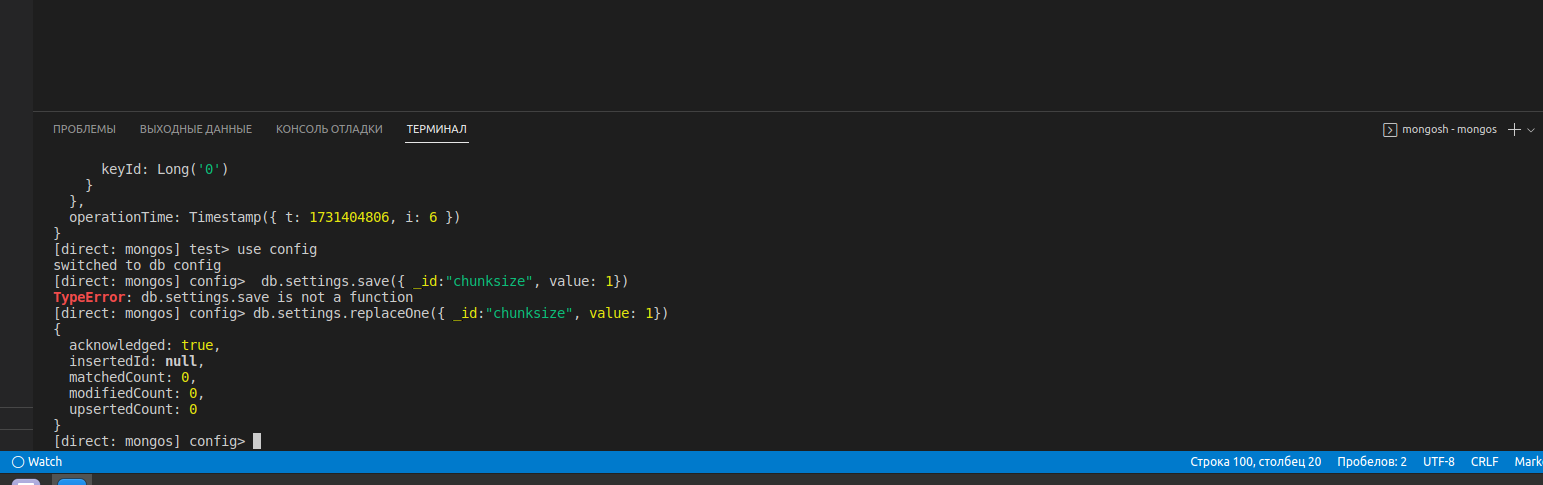 ПРОБЛЕМЫ ВЫХОДНЫЕ ДАННЫЕ КОНСОЛЬ ОТЛАДКИ ТЕРМИНАЛ mongosh - mongos
      keyId: Long('0')
    }
  },
  operationTime: Timestamp({ t: 1731404806, i: 6 })
}
[direct: mongos] test> use config
switched to db config
[direct: mongos] config>  db.settings.save({ _id:"chunksize", value: 1})
TypeError: db.settings.save is not a function
[direct: mongos] config> db.settings.replaceOne({ _id:"chunksize", value: 1})
{
  acknowledged: true,
  insertedId: null,
  matchedCount: 0,
  modifiedCount: 0,
  upsertedCount: 0
}
[direct: mongos] config>
Watch Строка 100, столбец 20 Пробелов: 2 UTF-8 CRLF Mark